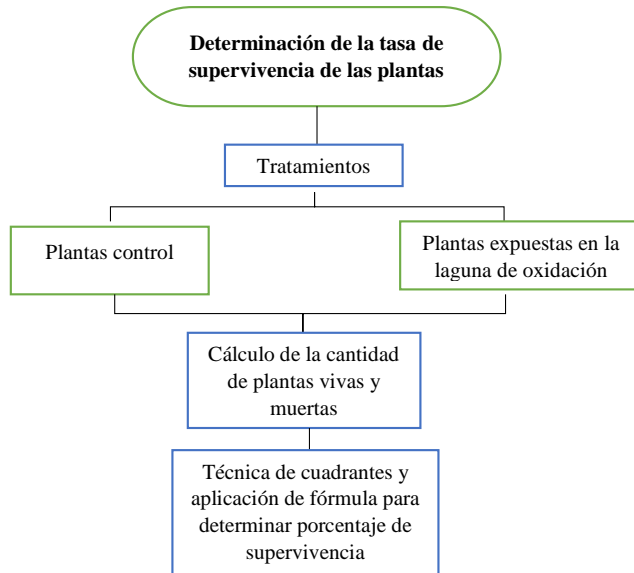 Determinación de la tasa de
supervivencia de las plantas
Tratamientos
Plantas control
Plantas expuestas en la
laguna de oxidación
Cálculo de la cantidad
de plantas vivas y
muertas
Técnica de cuadrantes y
aplicación de fórmula para
determinar porcentaje de
supervivencia